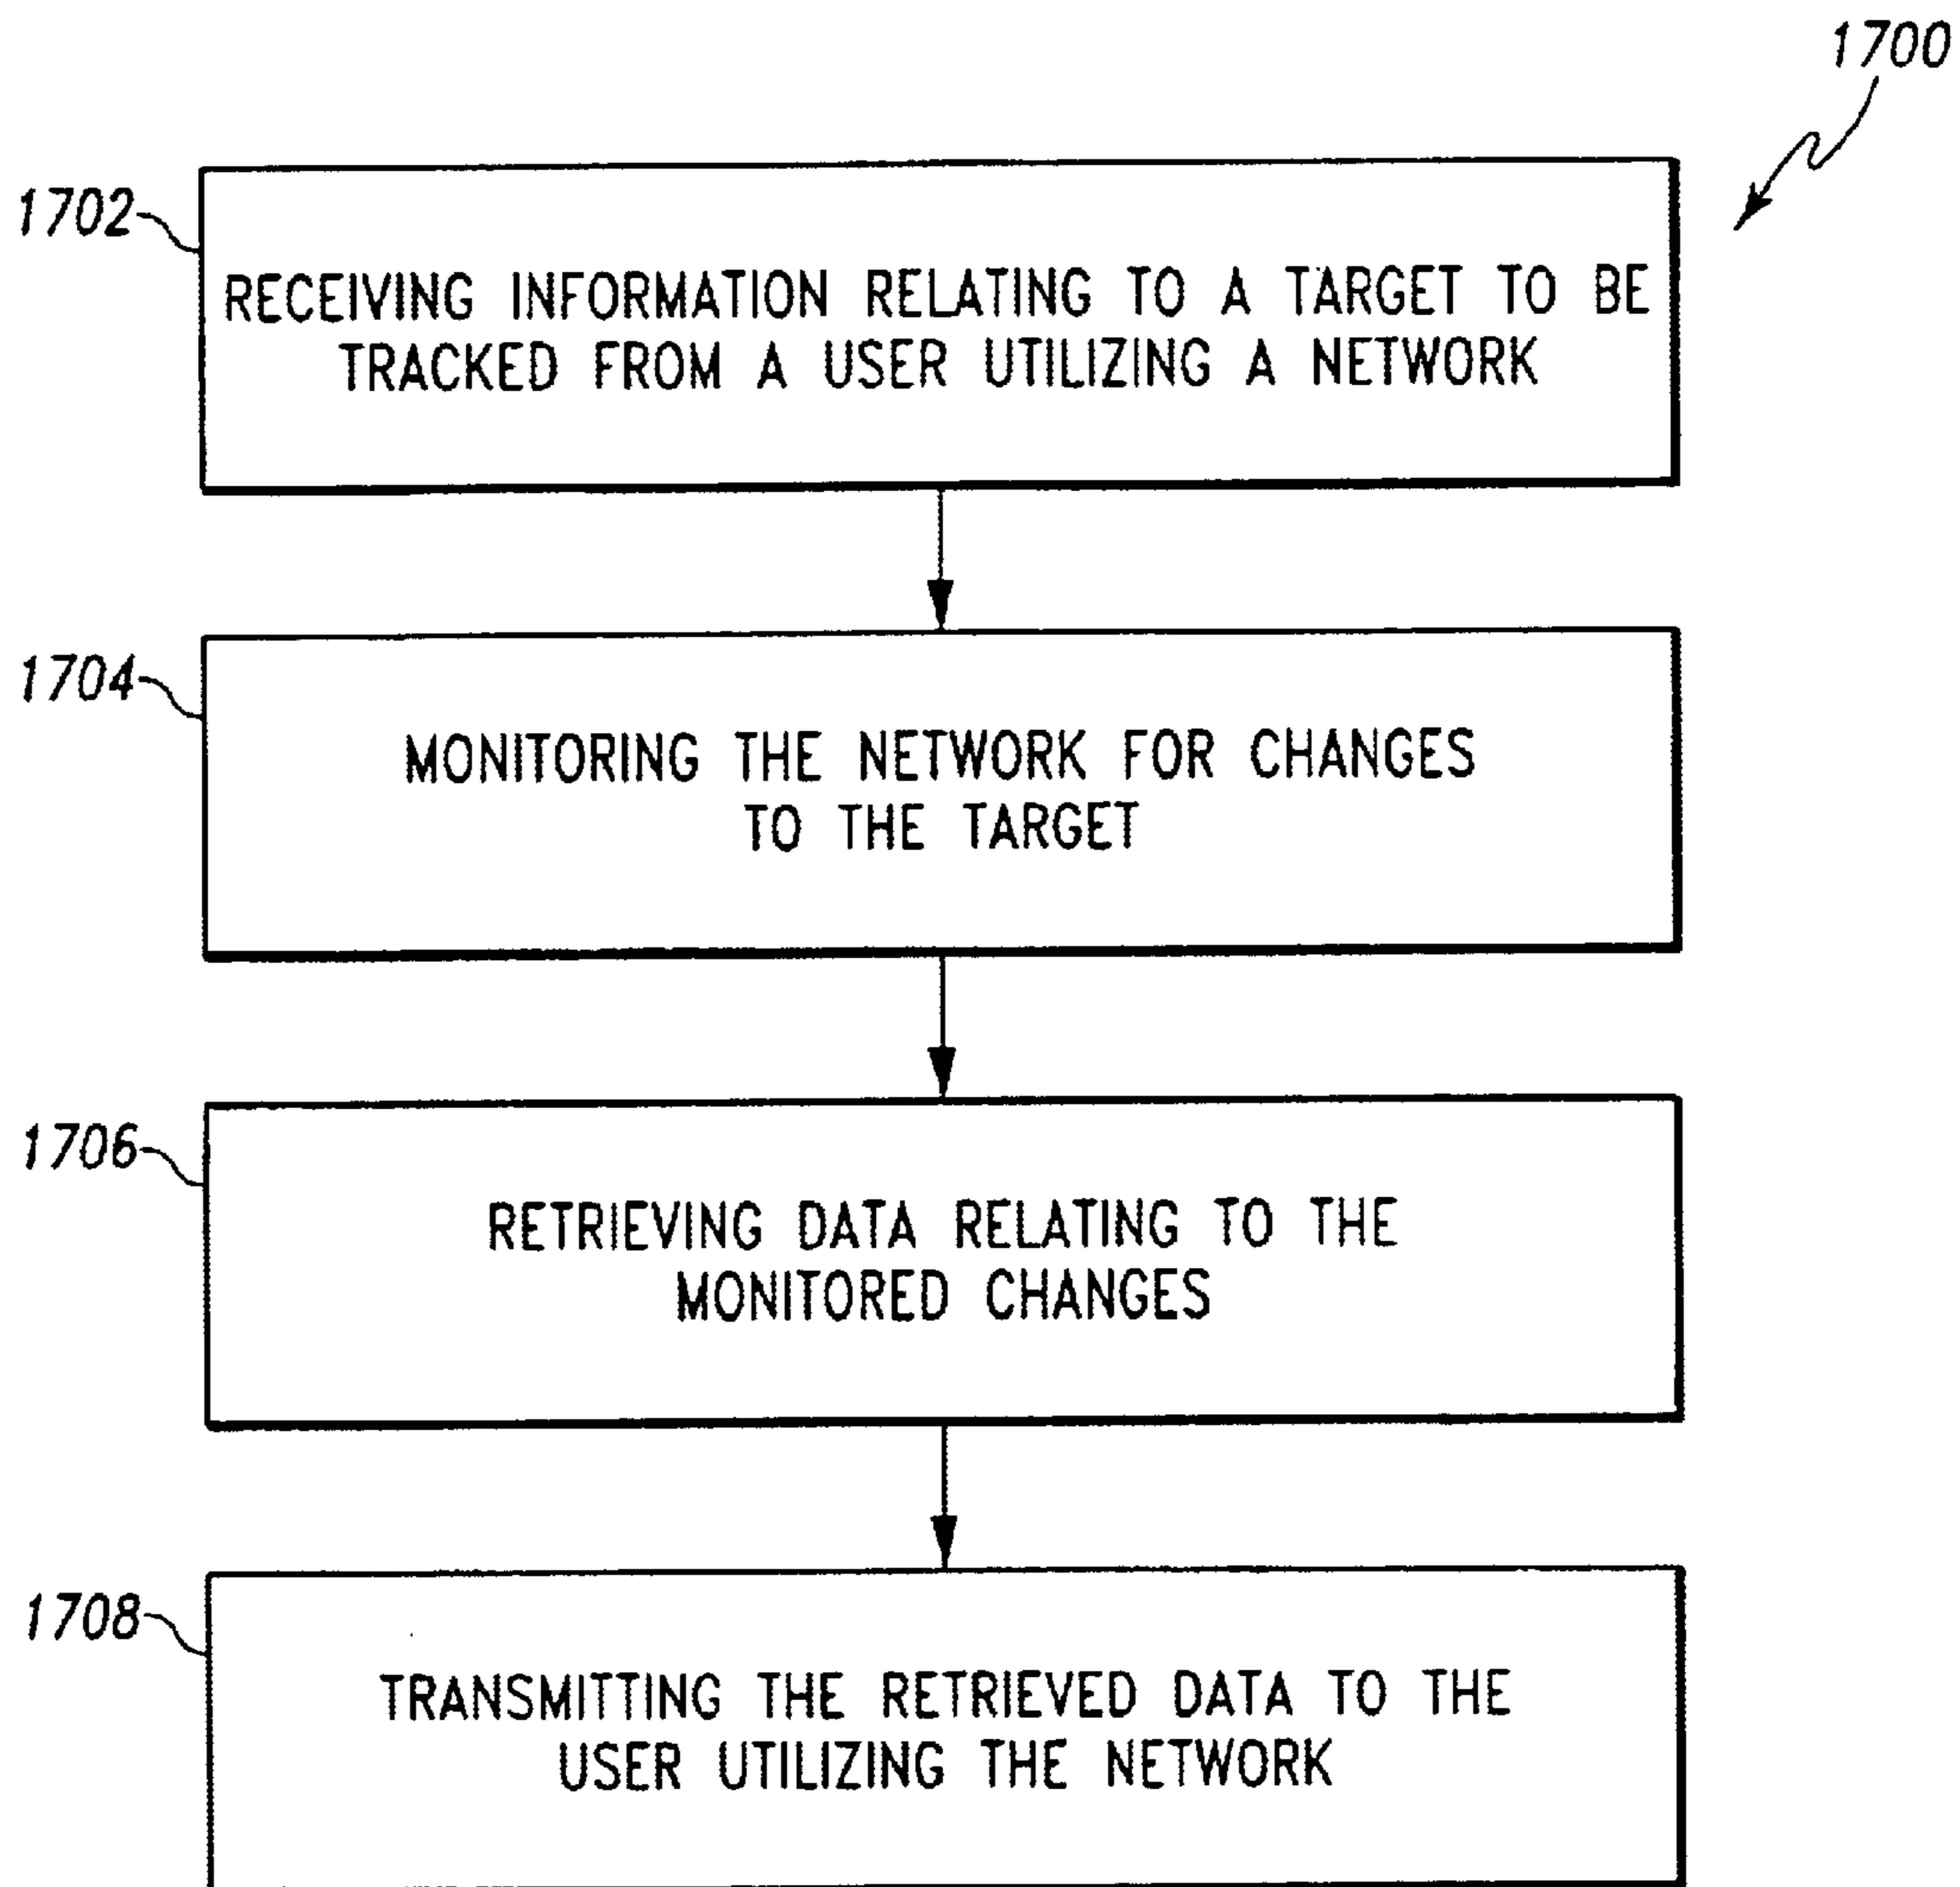 1700
1702
RECEIVING INFORMATION RELATING TO A TARGET TO BE
TRACKED FROM A USER UTILIZING A NETWORK
1704
MONITORING THE NETWORK FOR CHANGES
TO THE TARGET
1706
RETRIEVING DATA RELATING TO THE
MONITORED CHANGES
1708
TRANSMITTING THE RETRIEVED DATA TO THE
USER UTILIZING THE NETWORK